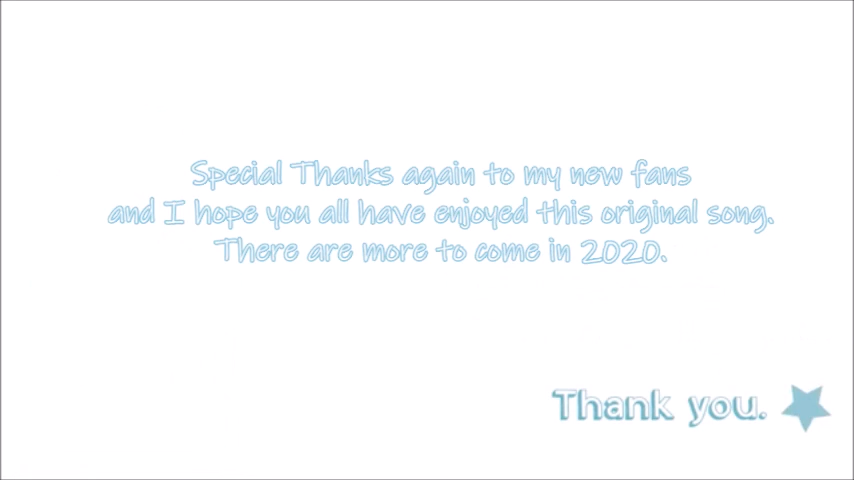 Special Thanks again to my new fans
and I hope you all have enjoyed this original song.
There are more to come in 2020.
Thank you.